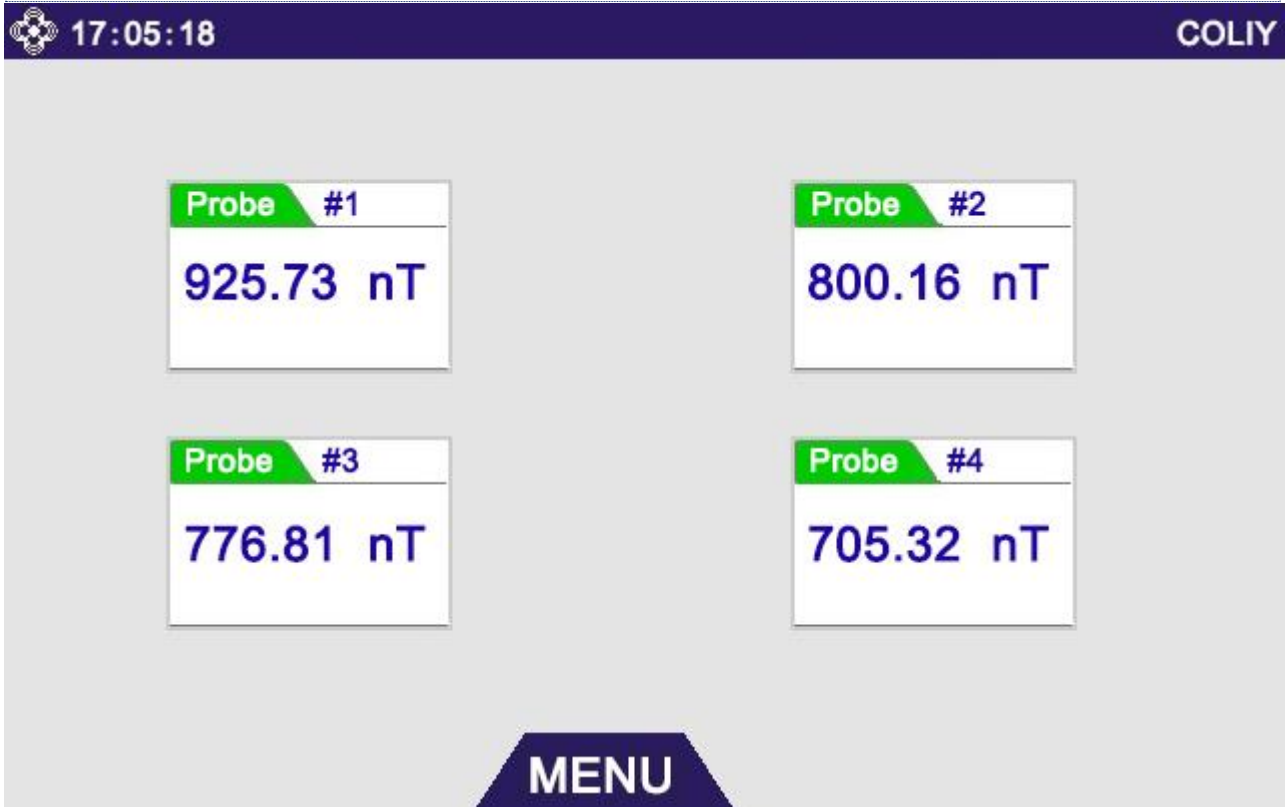 17:05:18 COLIY
Probe #1
925.73 nT
Probe #2
800.16 nT
Probe #3
776.81 nT
Probe #4
705.32 nT
MENU